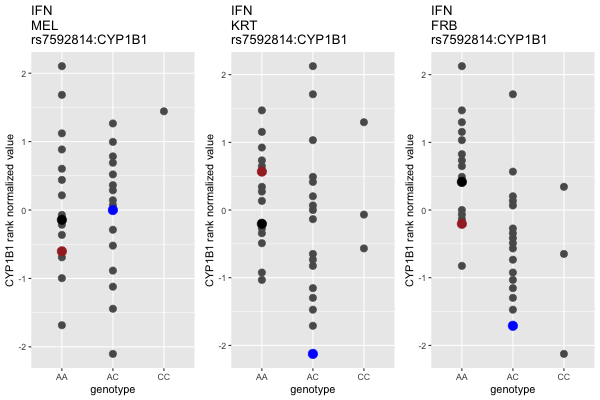 IFN
MEL
rs7592814:CYP1B1
CYP1B1 rank normalized value
2
1
0
-1
-2
AA
AC
CC
genotype
IFN
KRT
rs7592814:CYP1B1
CYP1B1 rank normalized value
2
1
0
-1
-2
AA
AC
CC
genotype
IFN
FRB
rs7592814:CYP1B1
CYP1B1 rank normalized value
2
1
0
-1
-2
AA
AC
CC
genotype